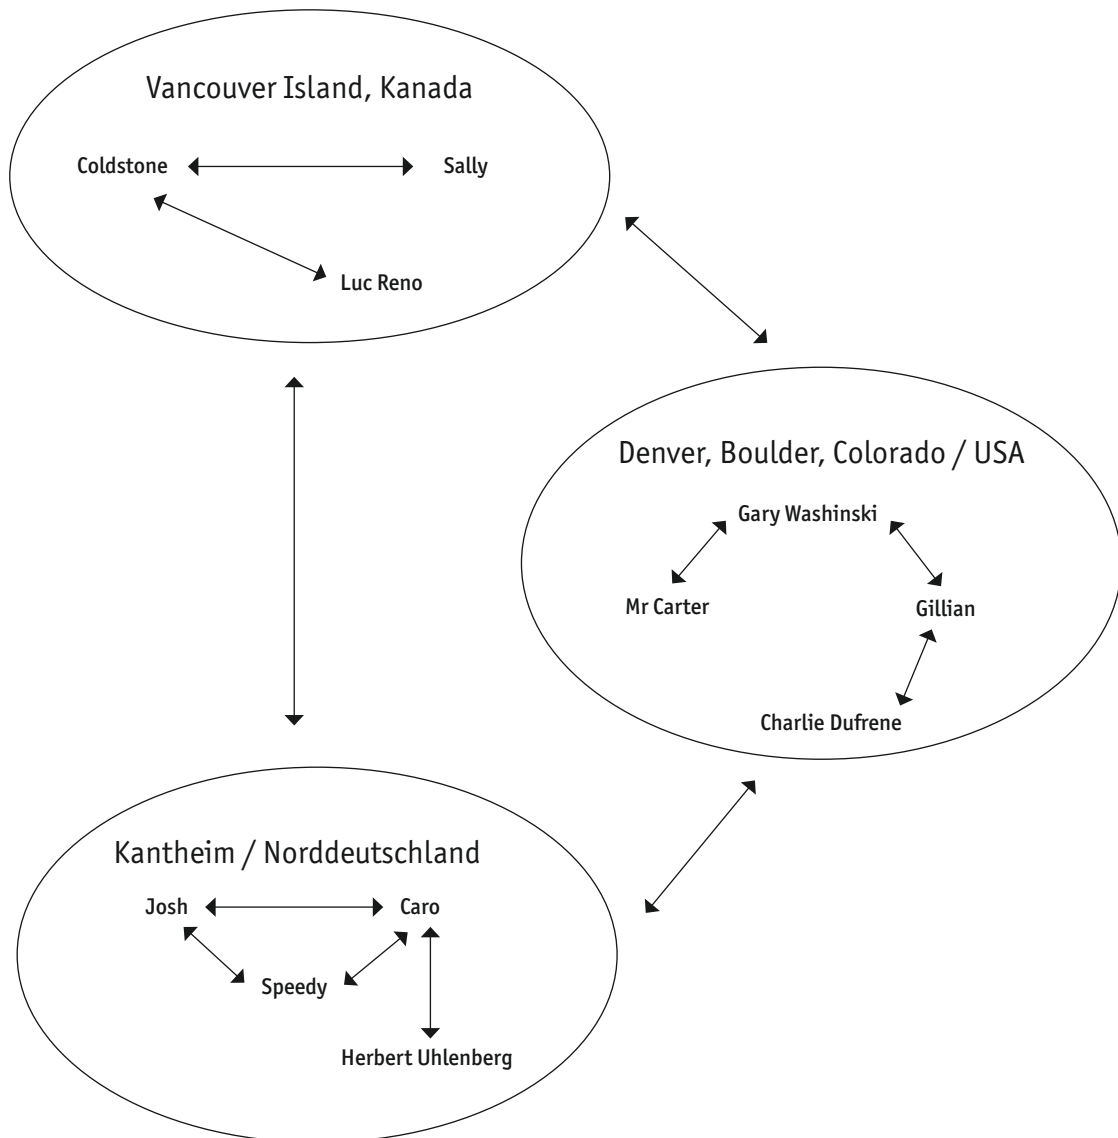 Vancouver Island, Kanada
Coldstone
Sally
Luc Reno
Denver, Boulder, Colorado / USA
Gary Washinski
Mr Carter
Gillian
Charlie Dufrene
Kantheim / Norddeutschland
Josh
Caro
Speedy
Herbert Uhlenberg